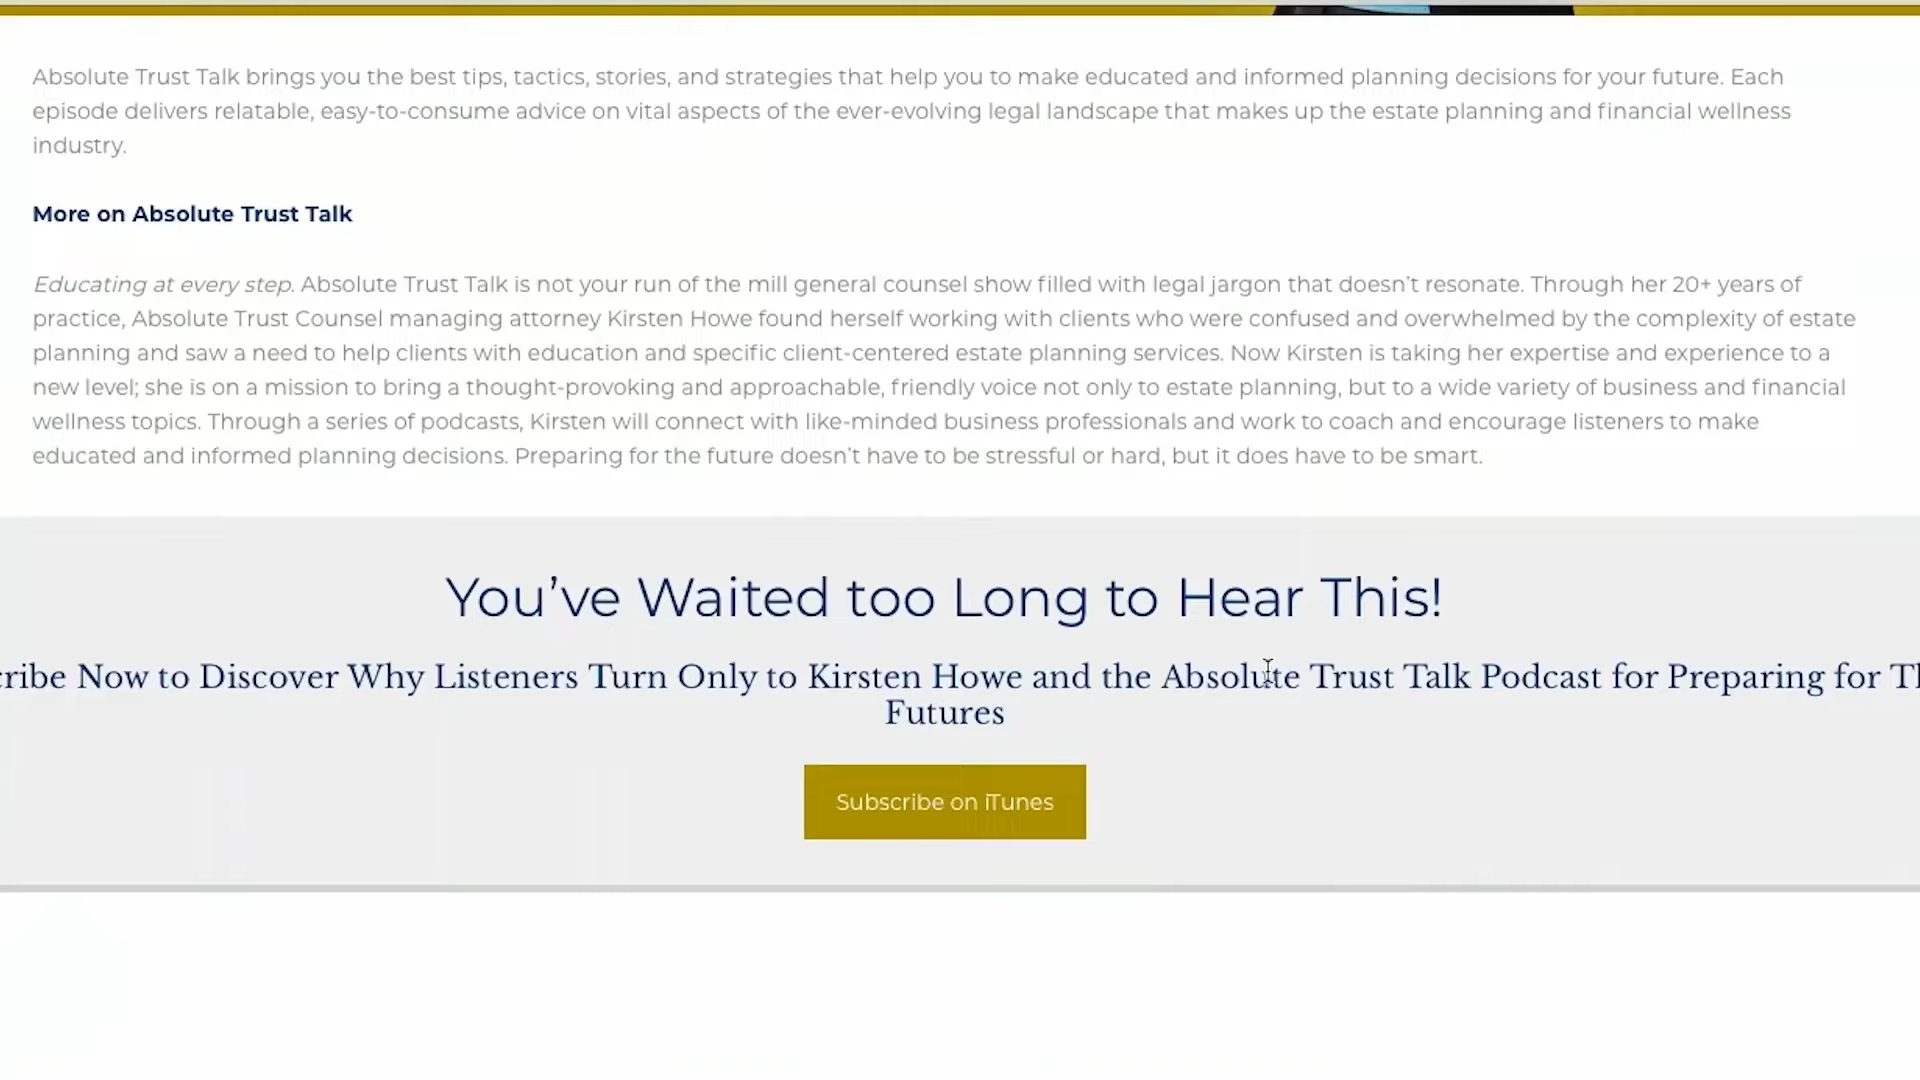 Absolute Trust Talk brings you the best tips, tactics, stories, and strategies that help you to make educated and informed planning decisions for your future. Each
episode delivers relatable, easy-to-consume advice on vital aspects of the ever-evolving legal landscape that makes up the estate planning and financial wellness
industry.
More on Absolute Trust Talk
Educating at every step. Absolute Trust Talk is not your run of the mill general counsel show filled with legal jargon that doesn’t resonate. Through her 20+ years of
practice, Absolute Trust Counsel managing attorney Kirsten Howe found herself working with clients who were confused and overwhelmed by the complexity of estate
planning and saw a need to help clients with education and specific client-centered estate planning services. Now Kirsten is taking her expertise and experience to a
new level; she is on a mission to bring a thought-provoking and approachable, friendly voice not only to estate planning, but to a wide variety of business and financial
wellness topics. Through a series of podcasts, Kirsten will connect with like-minded business professionals and work to coach and encourage listeners to make
educated and informed planning decisions. Preparing for the future doesn’t have to be stressful or hard, but it does have to be smart.
You’ve Waited too Long to Hear This!
Now to Discover Why Listeners Turn Only to Kirsten Howe and the Absolute Trust Talk Podcast for Preparing for
Futures
Subscribe on iTunes